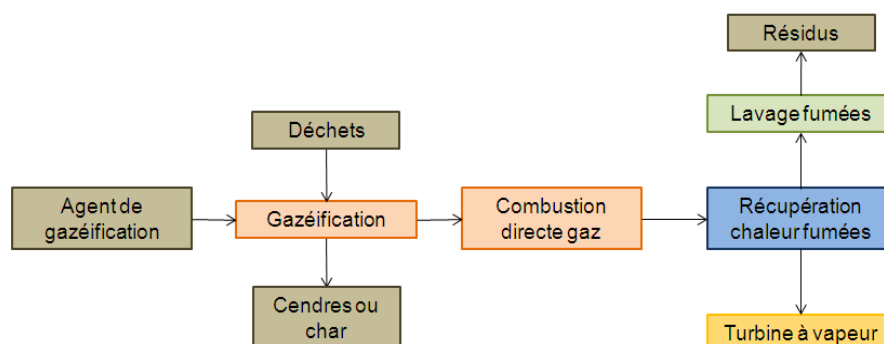 Résidus
Lavage fumées
Déchets
Agent de
gazéification
Gazéification
Combustion
directe gaz
Récupération
chaleur fumées
Cendres ou
char
Turbine à vapeur